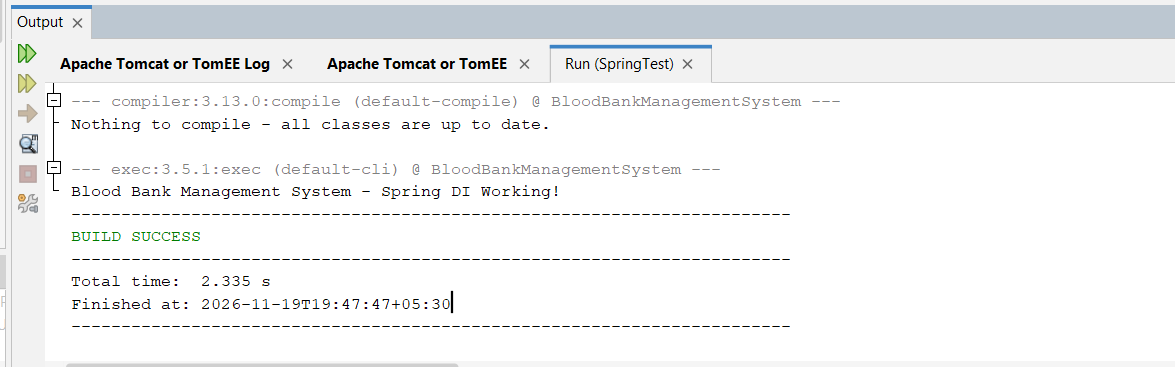 Output
Apache Tomcat or TomEE Log
Apache Tomcat or TomEE
Run (SpringTest)
--- compiler:3.13.0:compile (default-compile) @ BloodBankManagementSystem ---
Nothing to compile - all classes are up to date.
--- exec:3.5.1:exec (default-cli) @ BloodBankManagementSystem ---
Blood Bank Management System - Spring DI Working!
------------------------------------------------------------------------
BUILD SUCCESS
------------------------------------------------------------------------
Total time:  2.335 s
Finished at: 2026-11-19T19:47:47+05:30
------------------------------------------------------------------------